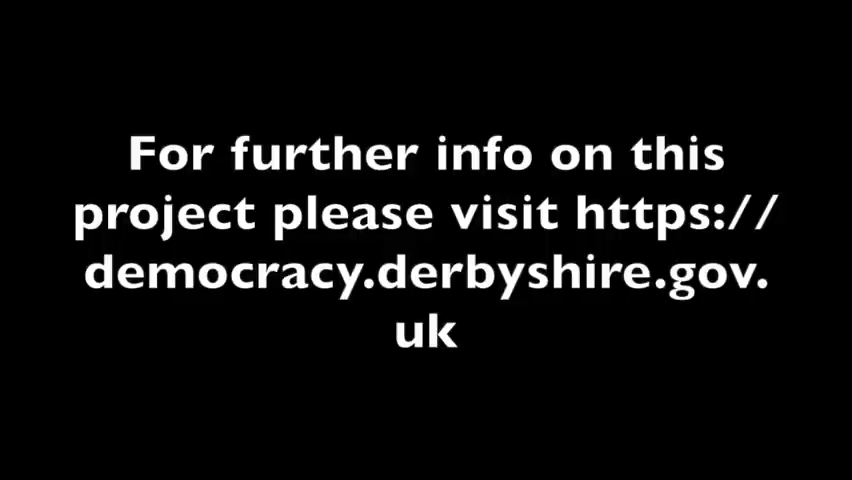 For further info on this
project please visit https://
democracy.derbyshire.gov.
uk